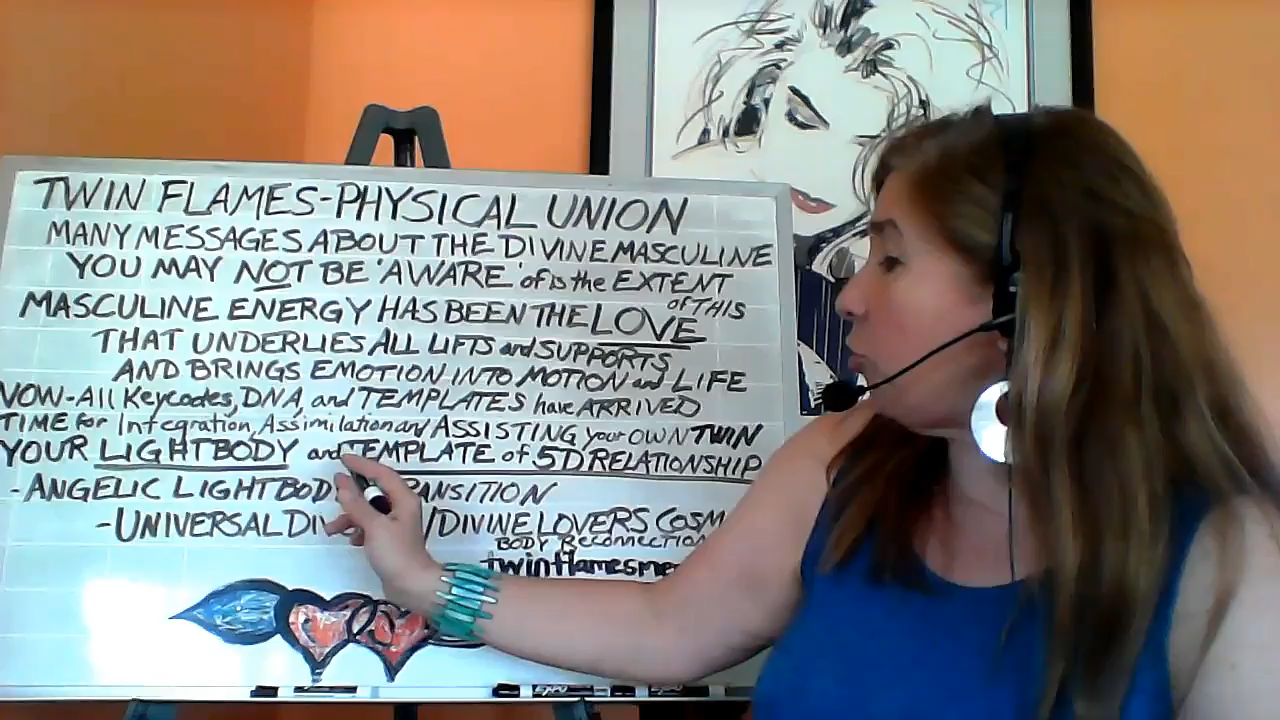 TWIN FLAMES-PHYSICAL UNION
MANY MESSAGES ABOUT THE DIVINE MASCULINE
YOU MAY NOT BE 'AWARE' of is the EXTENT
of THIS
MASCULINE ENERGY HAS BEEN THE LOVE
THAT UNDERLIES ALL LIFTS and SUPPORTS
AND BRINGS EMOTION INTO MOTION and LIFE
NOW-All Keycodes, DNA, and TEMPLATES have ARRIVED
TIME for Integration, Assimilation and ASSISTING your OWN TWIN
YOUR LIGHTBODY and TEMPLATE of 5D RELATIONSHIP
-ANGELIC LIGHTBOD
-UNIVERSAL /DIVINE LOVERS
BODY
EXPO